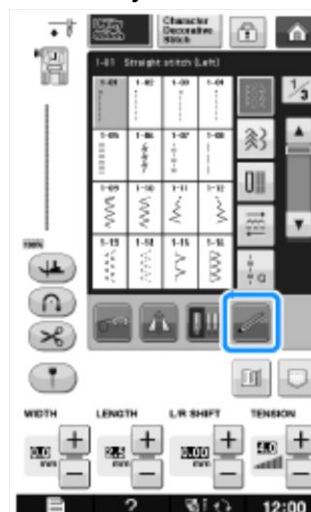 Utility Stitch
Character
Decorative
Stitch
1-01 Straight stitch (Left)
1-01 1-02 1-03 1-04
1/3
1-05 1-06 1-07 1-08
1-09 1-10 1-11 1-12
100%
1-13 1-14 1-15 1-16
Q
WIDTH LENGTH L/R SHIFT TENSION
0.0 mm + 2.5 mm + 0.00 mm + 4.0 +
− − − −
? 12:00